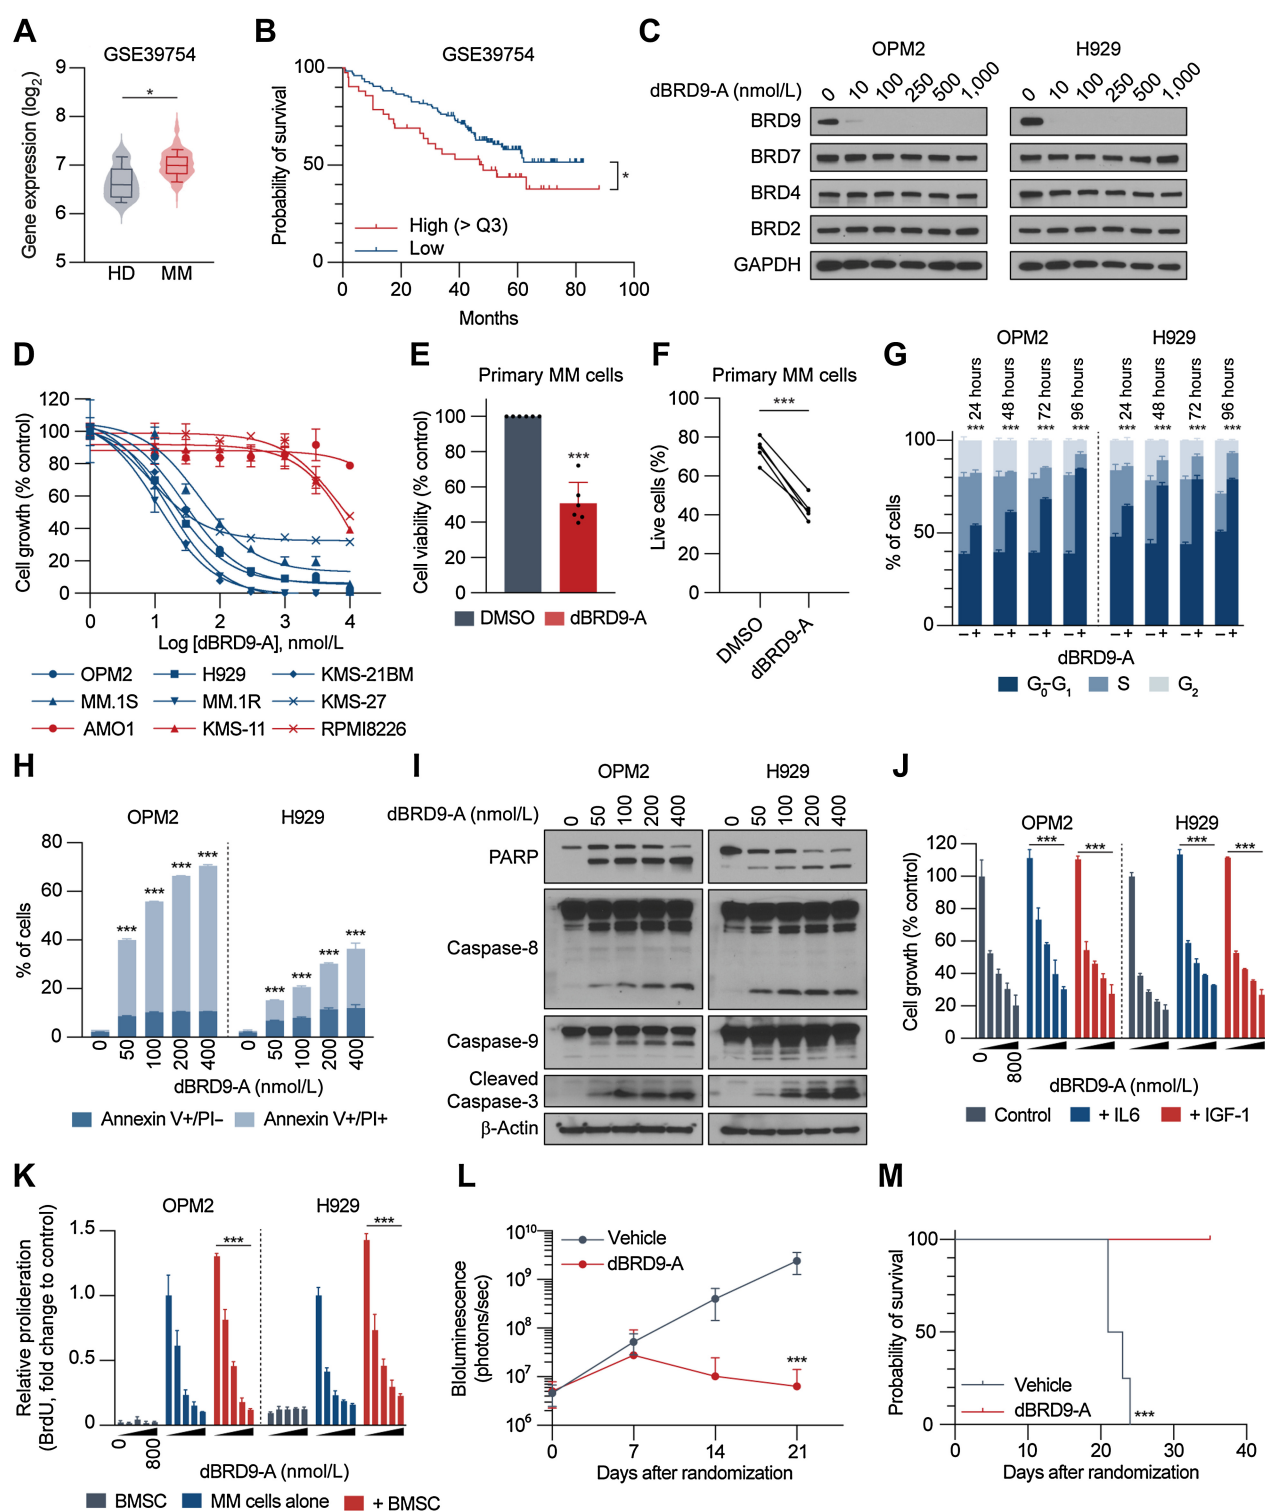 A
GSE39754
Gene expression (log2)
9
8
7
6
5
*
HD MM
B
GSE39754
Probability of survival
100
50
0
High (> Q3)
Low
*
0 20 40 60 80 100
Months
C
OPM2 H929
dBRD9-A (nmol/L) 0 10 100 250 500 1,000 0 10 100 250 500 1,000
BRD9
BRD7
BRD4
BRD2
GAPDH
D
Cell growth (% control)
120
100
80
60
40
20
0
0 1 2 3 4
Log [dBRD9-A], nmol/L
OPM2 H929 KMS-21BM
MM.1S MM.1R KMS-27
AMO1 KMS-11 RPMI8226
E
Primary MM cells
Cell viability (% control)
100
80
60
40
20
0
***
DMSO dBRD9-A
F
Primary MM cells
Live cells (%)
100
80
60
40
20
0
***
DMSO
dBRD9-A
G
OPM2 H929
24 hours 48 hours 72 hours 96 hours 24 hours 48 hours 72 hours 96 hours
*** *** *** *** *** *** *** ***
% of cells
100
50
0
– + – + – + – + – + – + – + – +
dBRD9-A
G0-G1 S G2
H
OPM2 H929
% of cells
80
60
40
20
0
*** *** *** *** *** *** *** ***
0 50 100 200 400 0 50 100 200 400
dBRD9-A (nmol/L)
Annexin V+/PI– Annexin V+/PI+
I
OPM2 H929
dBRD9-A (nmol/L) 0 50 100 200 400 0 50 100 200 400
PARP
Caspase-8
Caspase-9
Cleaved
Caspase-3
β-Actin
J
OPM2 H929
Cell growth (% control)
120
100
80
60
40
20
0
*** *** *** ***
0 800
dBRD9-A (nmol/L)
Control + IL6 + IGF-1
K
OPM2 H929
Relative prolideration
(BrdU, fold change to control)
1.5
1.0
0.5
0
*** ***
0 800
dBRD9-A (nmol/L)
BMSC MM cells alone + BMSC
L
Bioluminescence
(photons/sec)
10^10
10^9
10^8
10^7
10^6
Vehicle
dBRD9-A
***
0 7 14 21
Days after randomization
M
Probability of survival
100
50
0
Vehicle
dBRD9-A
***
0 10 20 30 40
Days after randomization